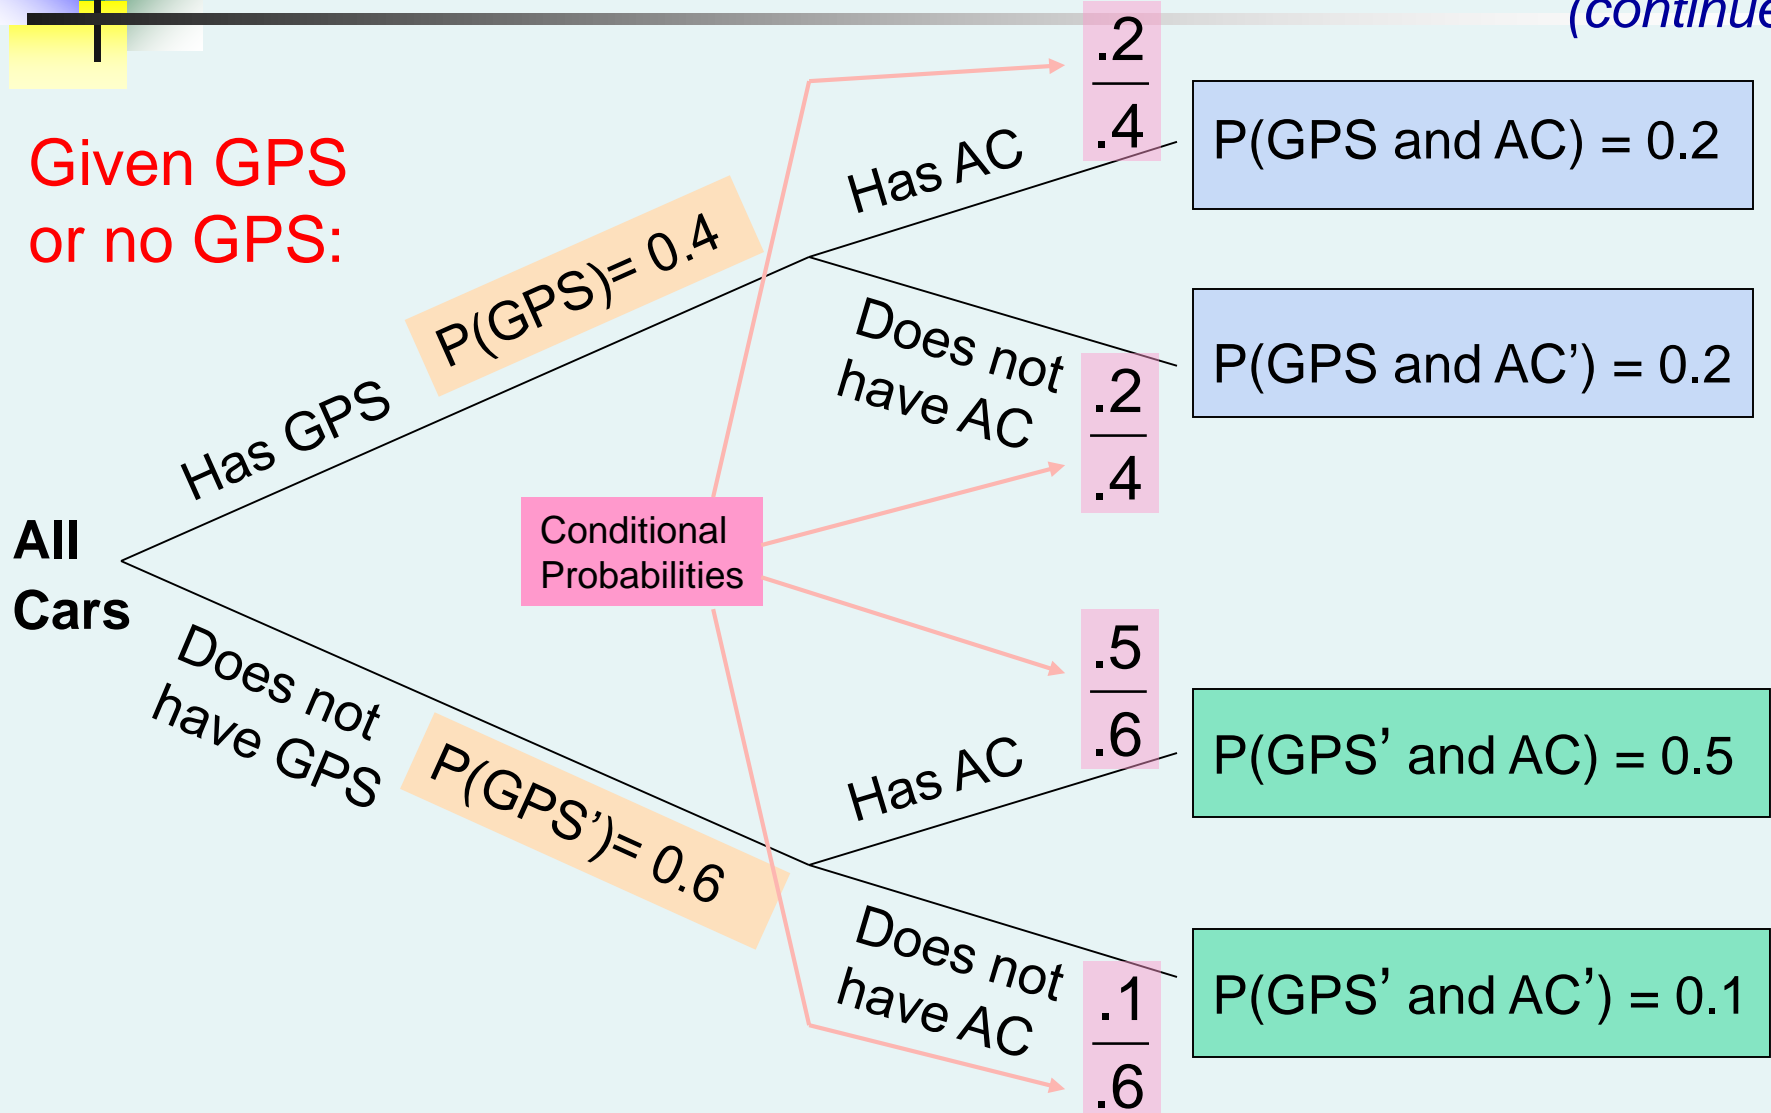 (continue
Given GPS
or no GPS:
.2
.4
Has AC
P(GPS and AC) = 0.2
P(GPS)= 0.4
Has GPS
Does not
have AC
.2
.4
P(GPS and AC’) = 0.2
All
Cars
Conditional
Probabilities
Does not
have GPS
P(GPS’)= 0.6
.5
.6
Has AC
P(GPS’ and AC) = 0.5
Does not
have AC
.1
.6
P(GPS’ and AC’) = 0.1